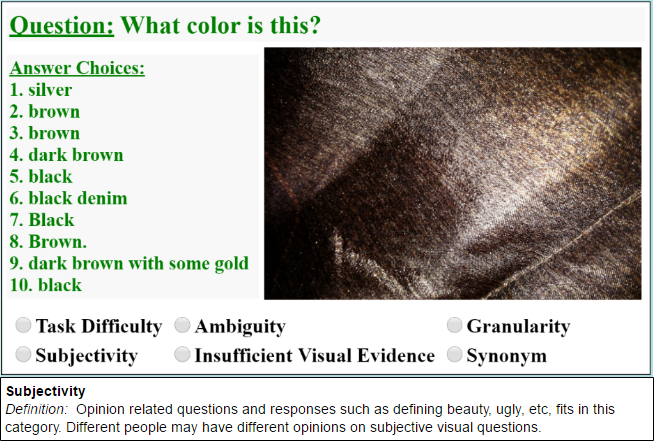 Question: What color is this?
Answer Choices:
1. silver
2. brown
3. brown
4. dark brown
5. black
6. black denim
7. Black
8. Brown.
9. dark brown with some gold
10. black
Task Difficulty Ambiguity Granularity
Subjectivity Insufficient Visual Evidence Synonym
Subjectivity
Definition: Opinion related questions and responses such as defining beauty, ugly, etc, fits in this
category. Different people may have different opinions on subjective visual questions.